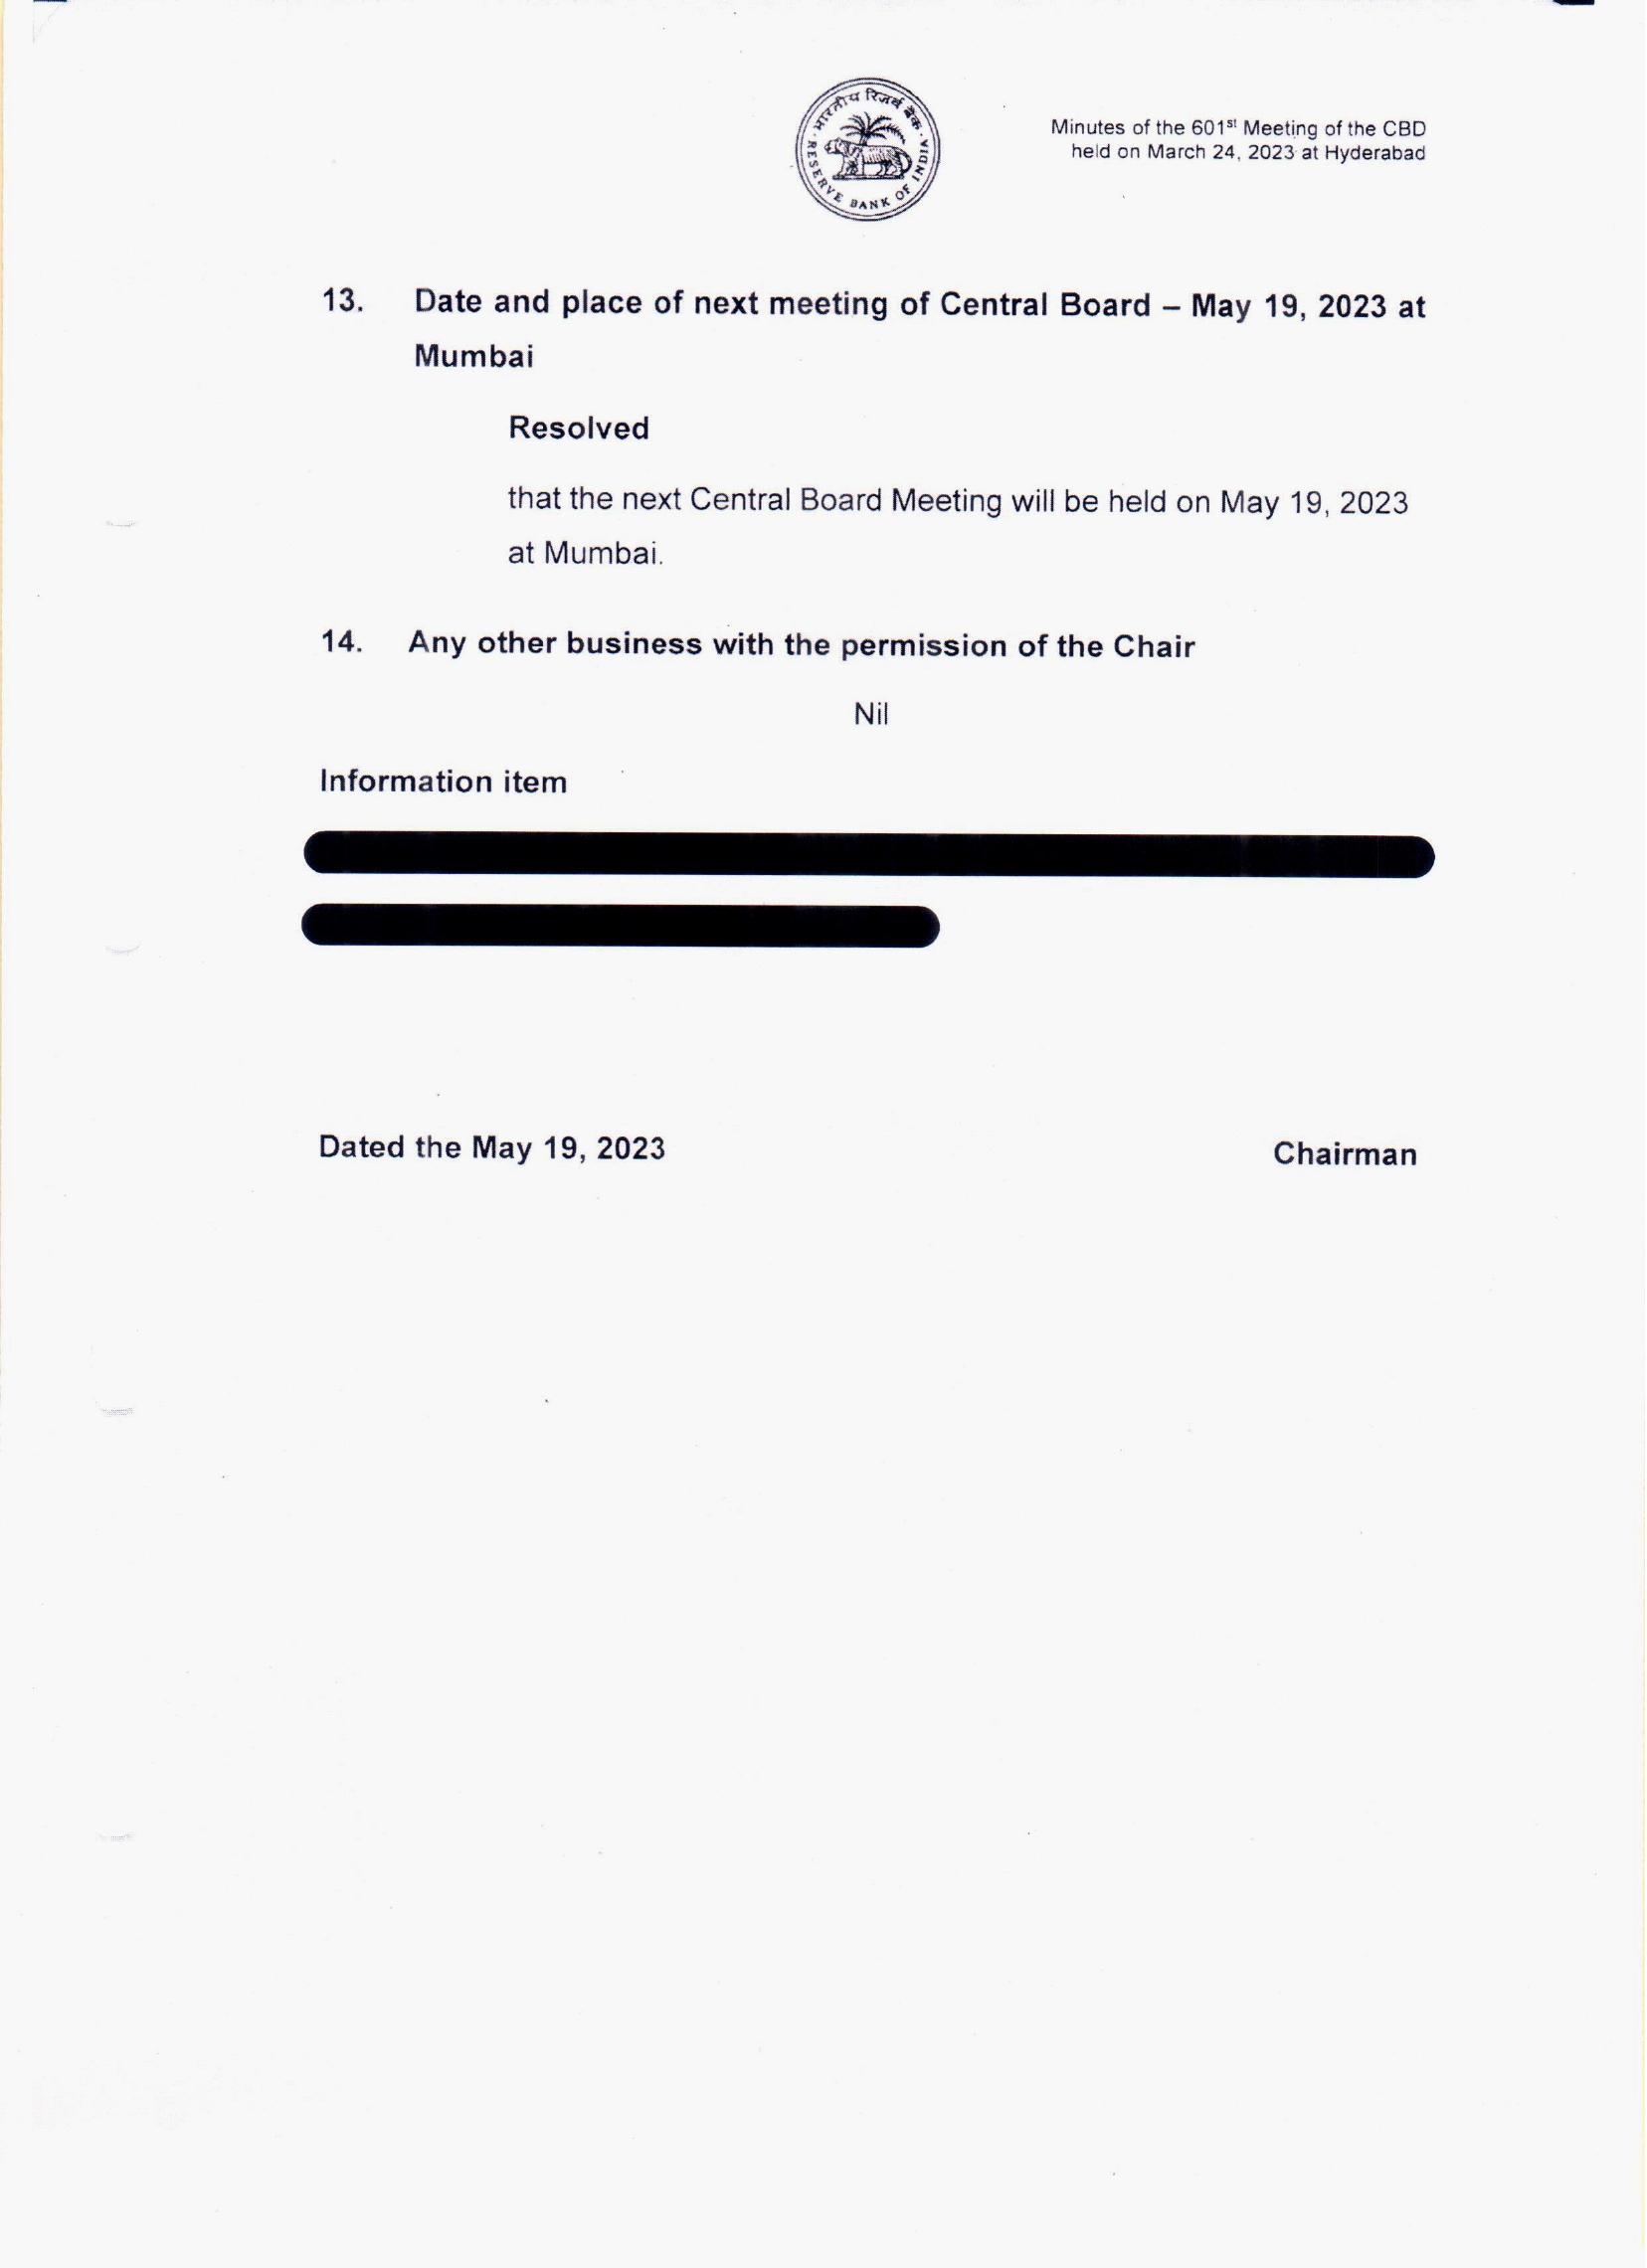 भारतीय रिज़र्व बैंक
RESERVE BANK OF INDIA
Minutes of the 601st Meeting of the CBD
held on March 24, 2023 at Hyderabad
13. Date and place of next meeting of Central Board – May 19, 2023 at
Mumbai
Resolved
that the next Central Board Meeting will be held on May 19, 2023
at Mumbai.
14. Any other business with the permission of the Chair
Nil
Information item
Dated the May 19, 2023 Chairman